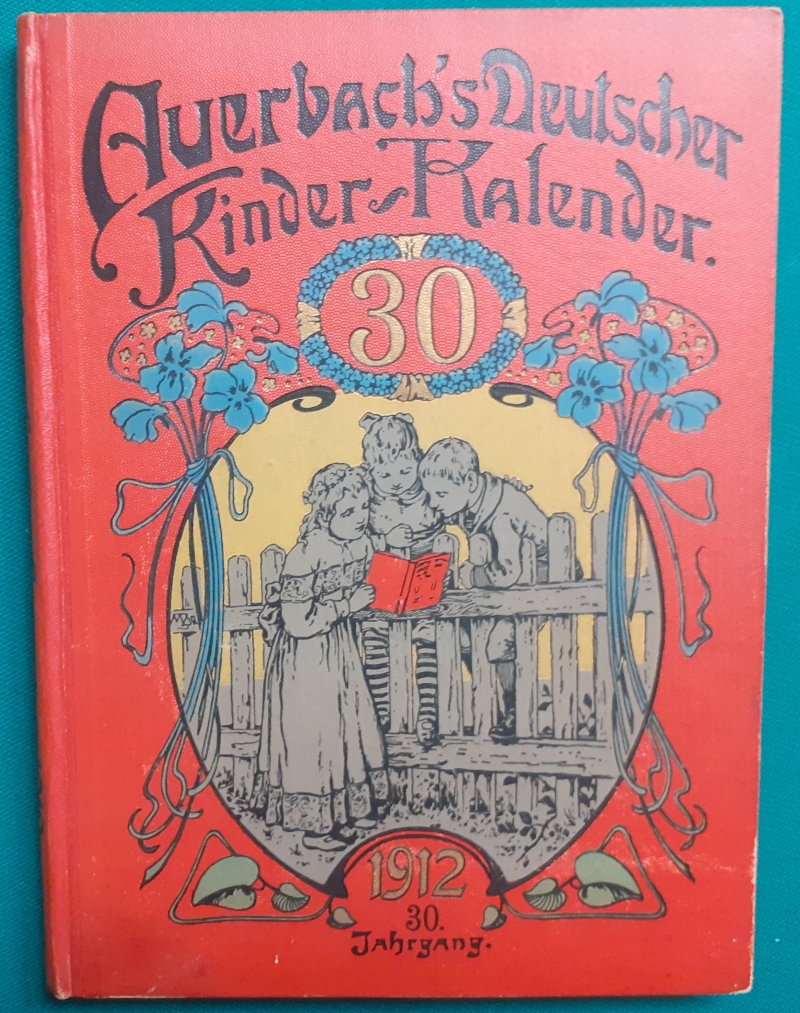 Auerbach's Deutscher
Kinder-Kalender.
30
1912
30.
Jahrgang.